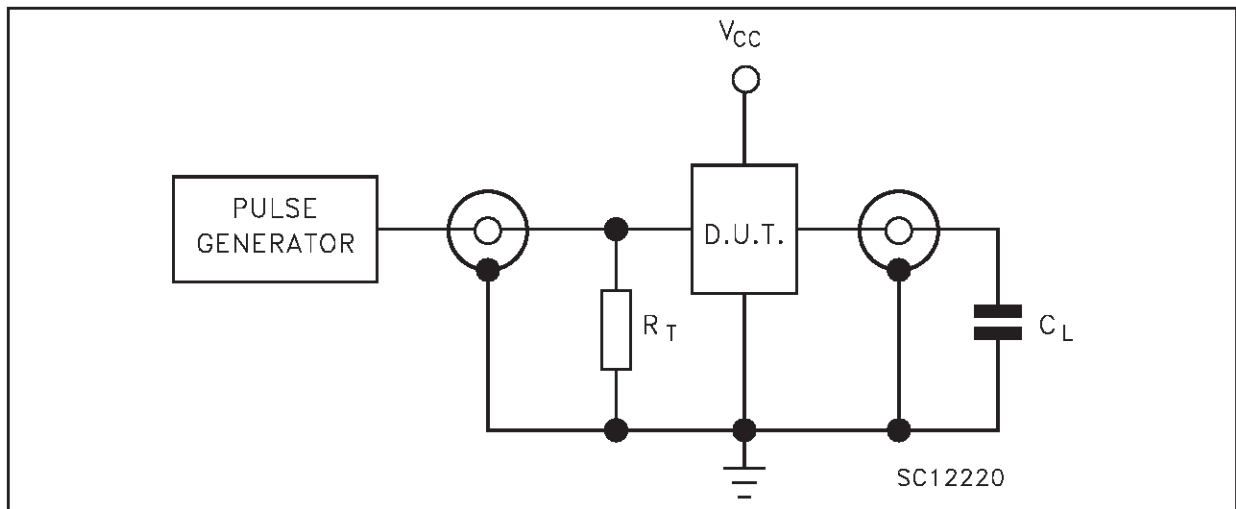 VCC
PULSE
GENERATOR
D.U.T.
RT
CL
SC12220